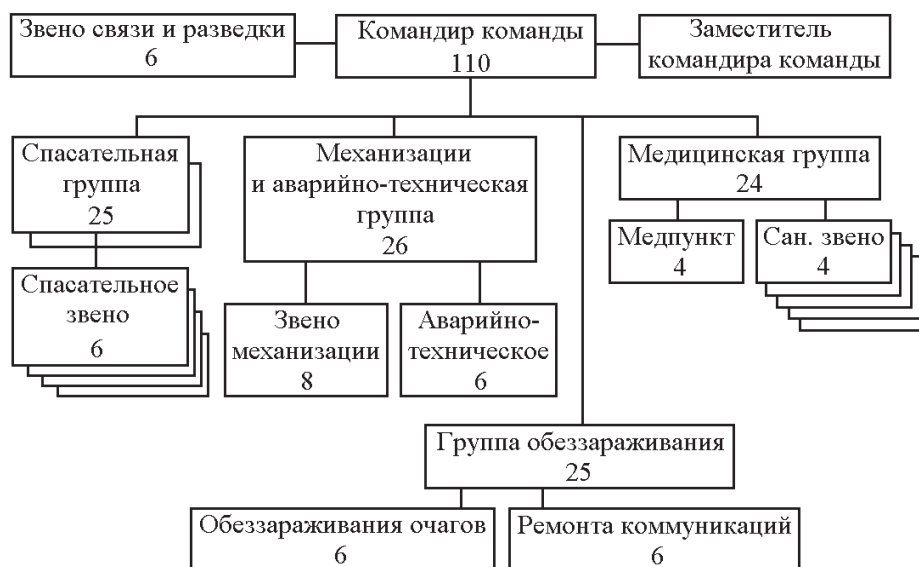 Звено связи и разведки
6
Командир команды
110
Заместитель
командира команды
Спасательная
группа
25
Механизации
и аварийно-техническая
группа
26
Медицинская группа
24
Медпункт
4
Сан. звено
4
Спасательное
звено
6
Звено
механизации
8
Аварийно-
техническое
6
Группа обеззараживания
25
Обеззараживания очагов
6
Ремонта коммуникаций
6